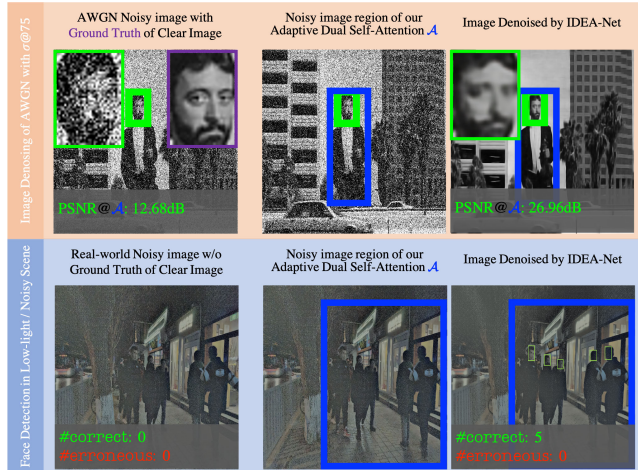 Image Denosing of AWGN with σ@75
AWGN Noisy image with
Ground Truth of Clear Image
Noisy image region of our
Adaptive Dual Self-Attention 𝒜
Image Denoised by IDEA-Net
PSNR@𝒜: 12.68dB
PSNR@𝒜: 26.96dB
Face Detection in Low-light / Noisy Scene
Real-world Noisy image w/o
Ground Truth of Clear Image
Noisy image region of our
Adaptive Dual Self-Attention 𝒜
Image Denoised by IDEA-Net
#correct: 0
#erroneous: 0
#correct: 5
#erroneous: 0